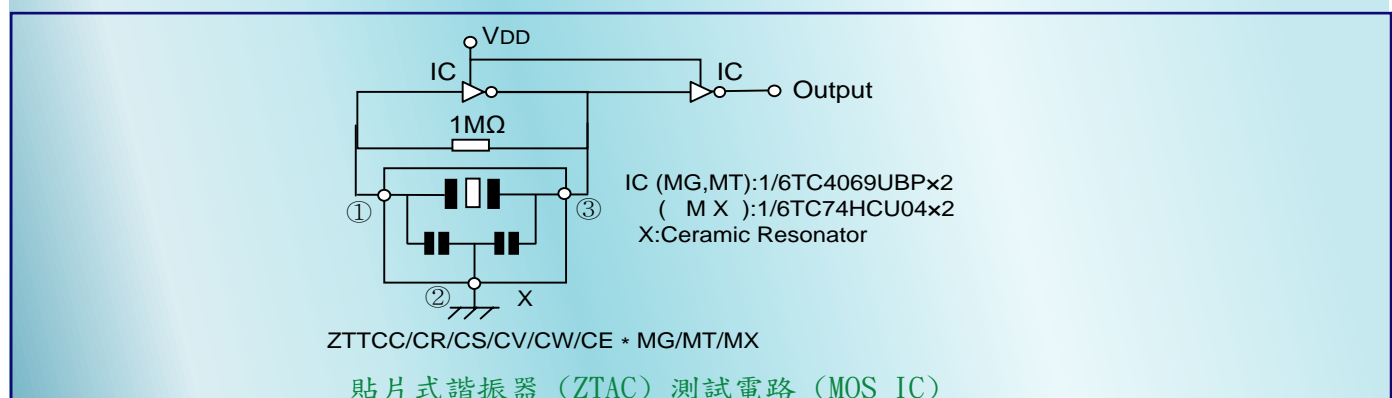 VDD
IC
IC
Output
1MΩ
IC (MG,MT):1/6TC4069UBP×2
( M X ):1/6TC74HCU04×2
X:Ceramic Resonator
①
③
②
X
ZTTCC/CR/CS/CV/CW/CE * MG/MT/MX
貼片式諧振器 (ZTAC) 測試電路 (MOS IC)